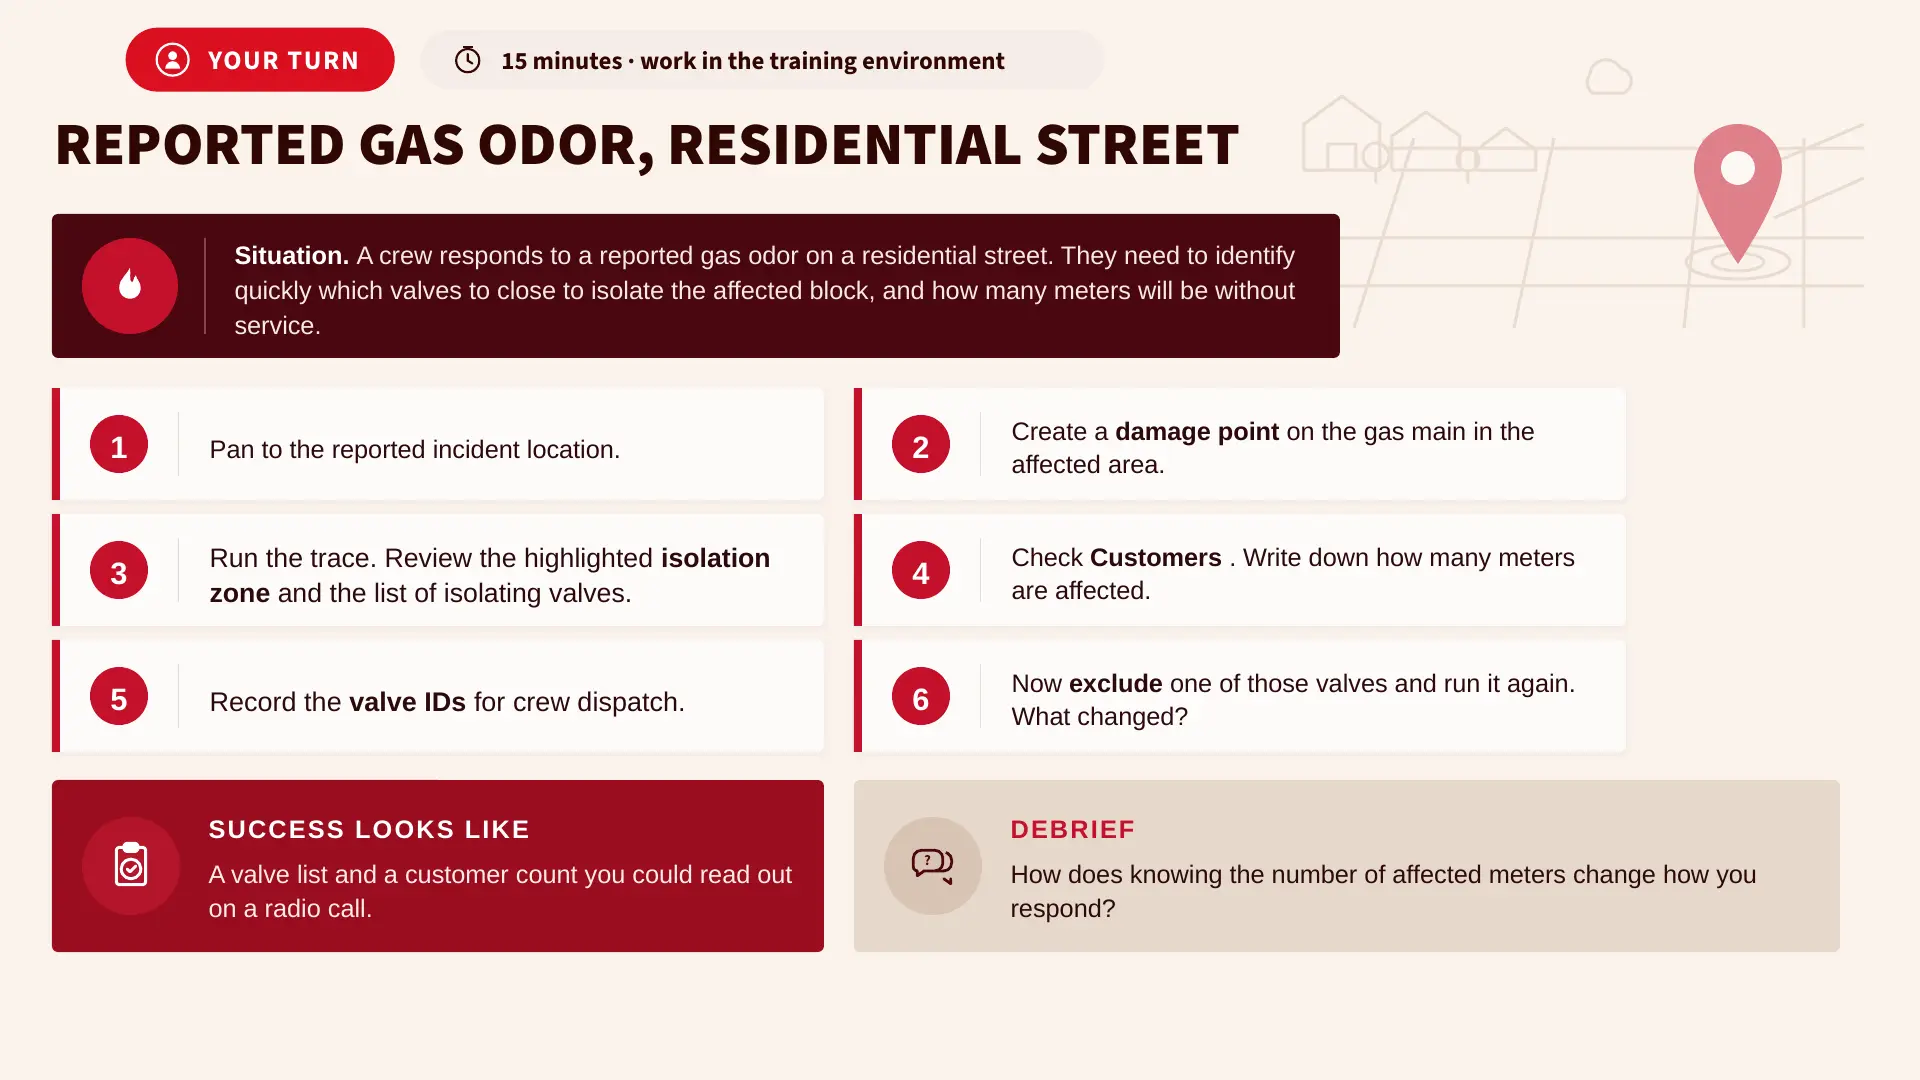 YOUR TURN
15 minutes · work in the training environment
REPORTED GAS ODOR, RESIDENTIAL STREET
Situation. A crew responds to a reported gas odor on a residential street. They need to identify
quickly which valves to close to isolate the affected block, and how many meters will be without
service.
1
Pan to the reported incident location.
2
Create a damage point on the gas main in the
affected area.
3
Run the trace. Review the highlighted isolation
zone and the list of isolating valves.
4
Check Customers . Write down how many meters
are affected.
5
Record the valve IDs for crew dispatch.
6
Now exclude one of those valves and run it again.
What changed?
SUCCESS LOOKS LIKE
A valve list and a customer count you could read out
on a radio call.
?
DEBRIEF
How does knowing the number of affected meters change how you
respond?